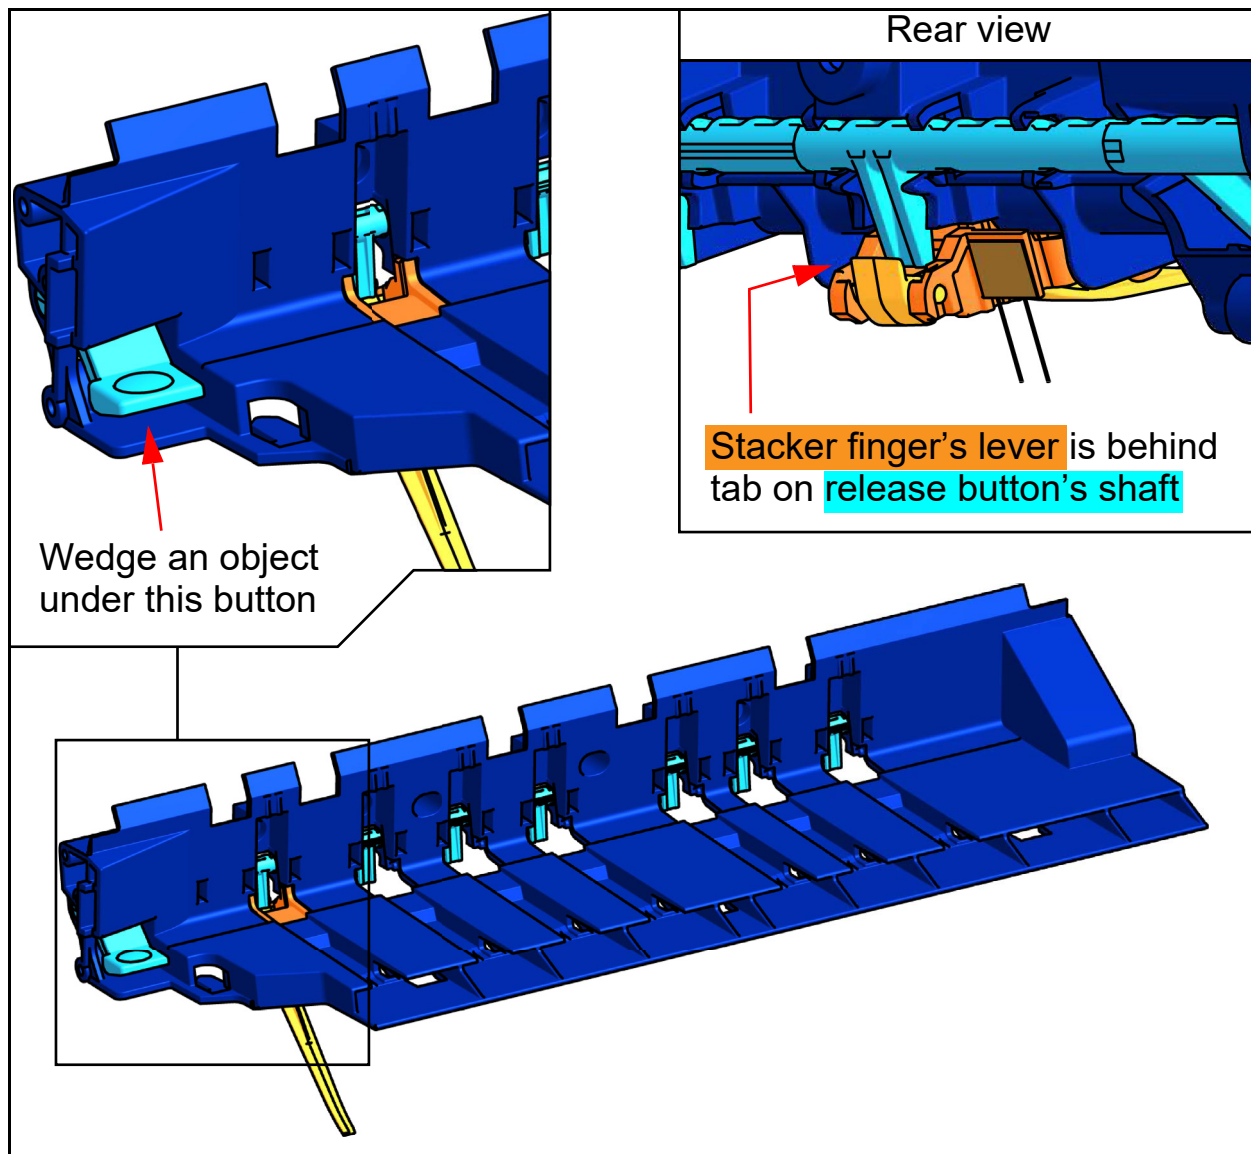 Rear view
Stacker finger’s lever is behind
tab on release button’s shaft
Wedge an object
under this button